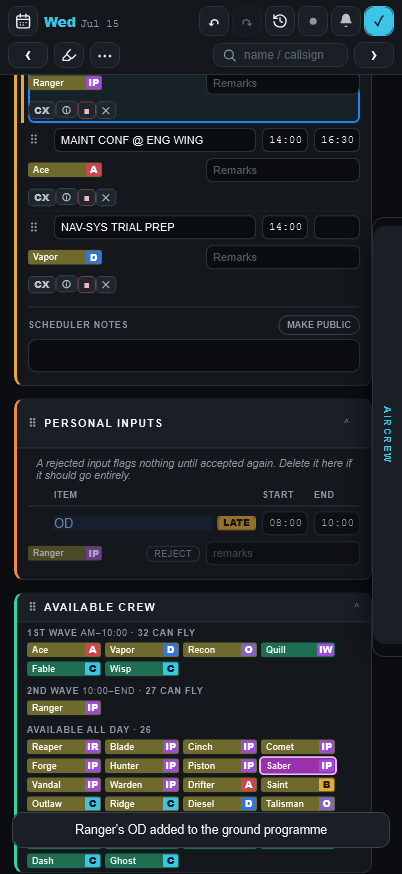 Wed Jul 15
name / callsign
Ranger IP
Remarks
CX
MAINT CONF @ ENG WING 14:00 16:30
Ace A
Remarks
CX
NAV-SYS TRIAL PREP 14:00
Vapor D
Remarks
CX
SCHEDULER NOTES
MAKE PUBLIC
PERSONAL INPUTS
A rejected input flags nothing until accepted again. Delete it here if
it should go entirely.
ITEM START END
OD LATE 08:00 10:00
Ranger IP REJECT remarks
AIRCREW
AVAILABLE CREW
1ST WAVE AM–10:00 · 32 CAN FLY
Ace A Vapor D Recon O Quill IW
Fable C Wisp C
2ND WAVE 10:00–END · 27 CAN FLY
Ranger IP
AVAILABLE ALL DAY · 26
Reaper IR Blade IP Cinch IP Comet IP
Forge IP Hunter IP Piston IP Saber IP
Vandal IP Warden IP Drifter A Saint B
Outlaw C Ridge C Diesel D Talisman O
Ranger's OD added to the ground programme
Dash C Ghost C